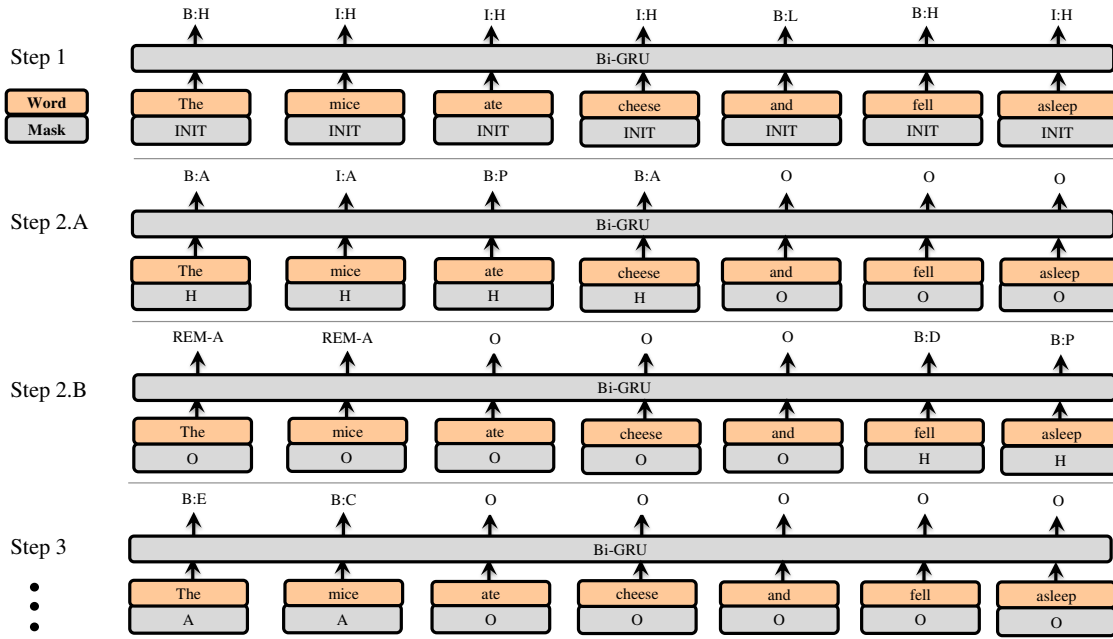 B:H I:H I:H I:H B:L B:H I:H
Step 1
Bi-GRU
Word
The mice ate cheese and fell asleep
Mask
INIT INIT INIT INIT INIT INIT INIT
B:A I:A B:P B:A O O O
Step 2.A
Bi-GRU
The mice ate cheese and fell asleep
H H H H O O O
REM-A REM-A O O O B:D B:P
Step 2.B
Bi-GRU
The mice ate cheese and fell asleep
O O O O O H H
B:E B:C O O O O O
Step 3
Bi-GRU
The mice ate cheese and fell asleep
A A O O O O O